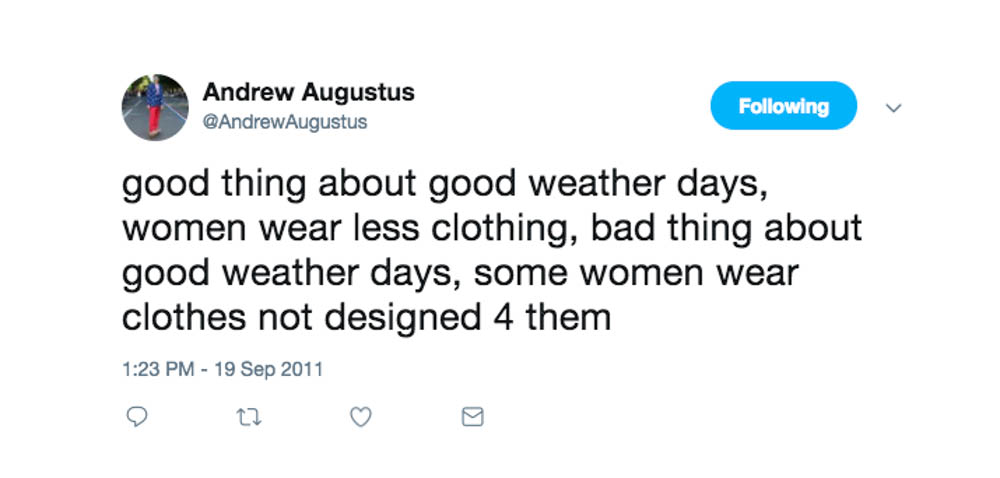 Andrew Augustus
@AndrewAugustus
Following
good thing about good weather days,
women wear less clothing, bad thing about
good weather days, some women wear
clothes not designed 4 them
1:23 PM - 19 Sep 2011